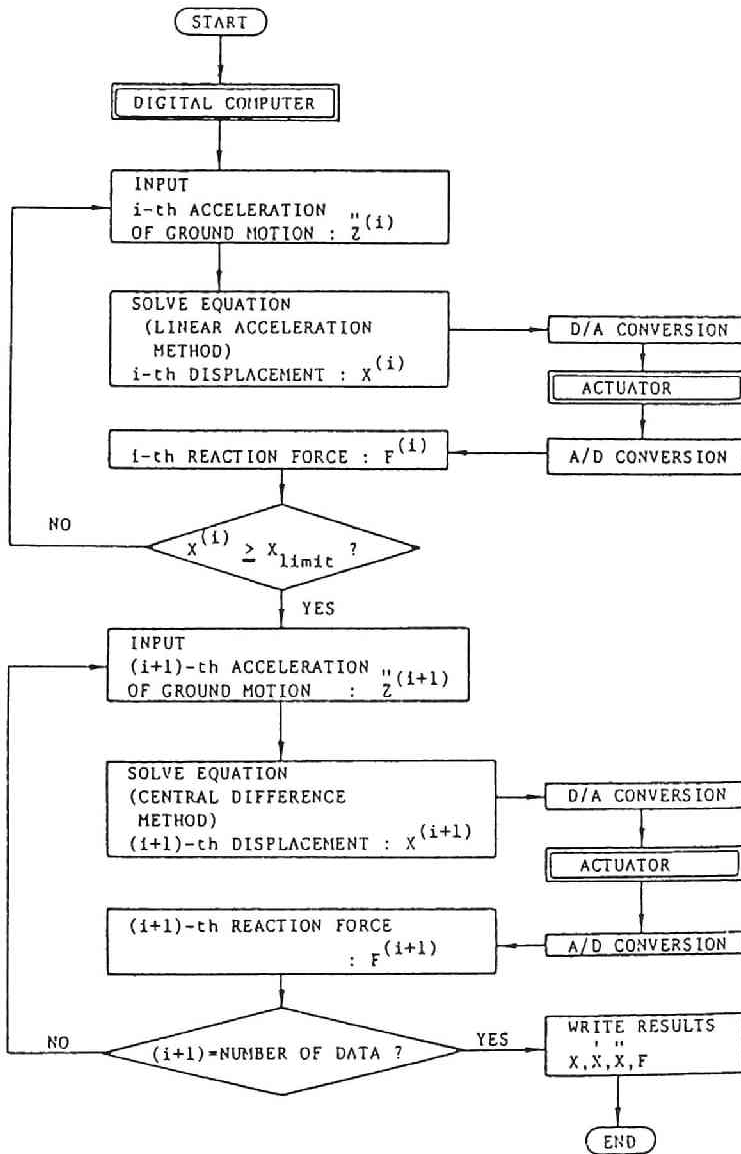 START
DIGITAL COMPUTER
INPUT
i-th ACCELERATION
OF GROUND MOTION : Z̈^(i)
SOLVE EQUATION
(LINEAR ACCELERATION
METHOD)
i-th DISPLACEMENT : X^(i)
D/A CONVERSION
ACTUATOR
A/D CONVERSION
i-th REACTION FORCE : F^(i)
NO
X^(i) ≥ X_limit ?
YES
INPUT
(i+1)-th ACCELERATION
OF GROUND MOTION : Z̈^(i+1)
SOLVE EQUATION
(CENTRAL DIFFERENCE
METHOD)
(i+1)-th DISPLACEMENT : X^(i+1)
D/A CONVERSION
ACTUATOR
A/D CONVERSION
(i+1)-th REACTION FORCE
: F^(i+1)
NO
(i+1)=NUMBER OF DATA ?
YES
WRITE RESULTS
X,Ẋ,Ẍ,F
END